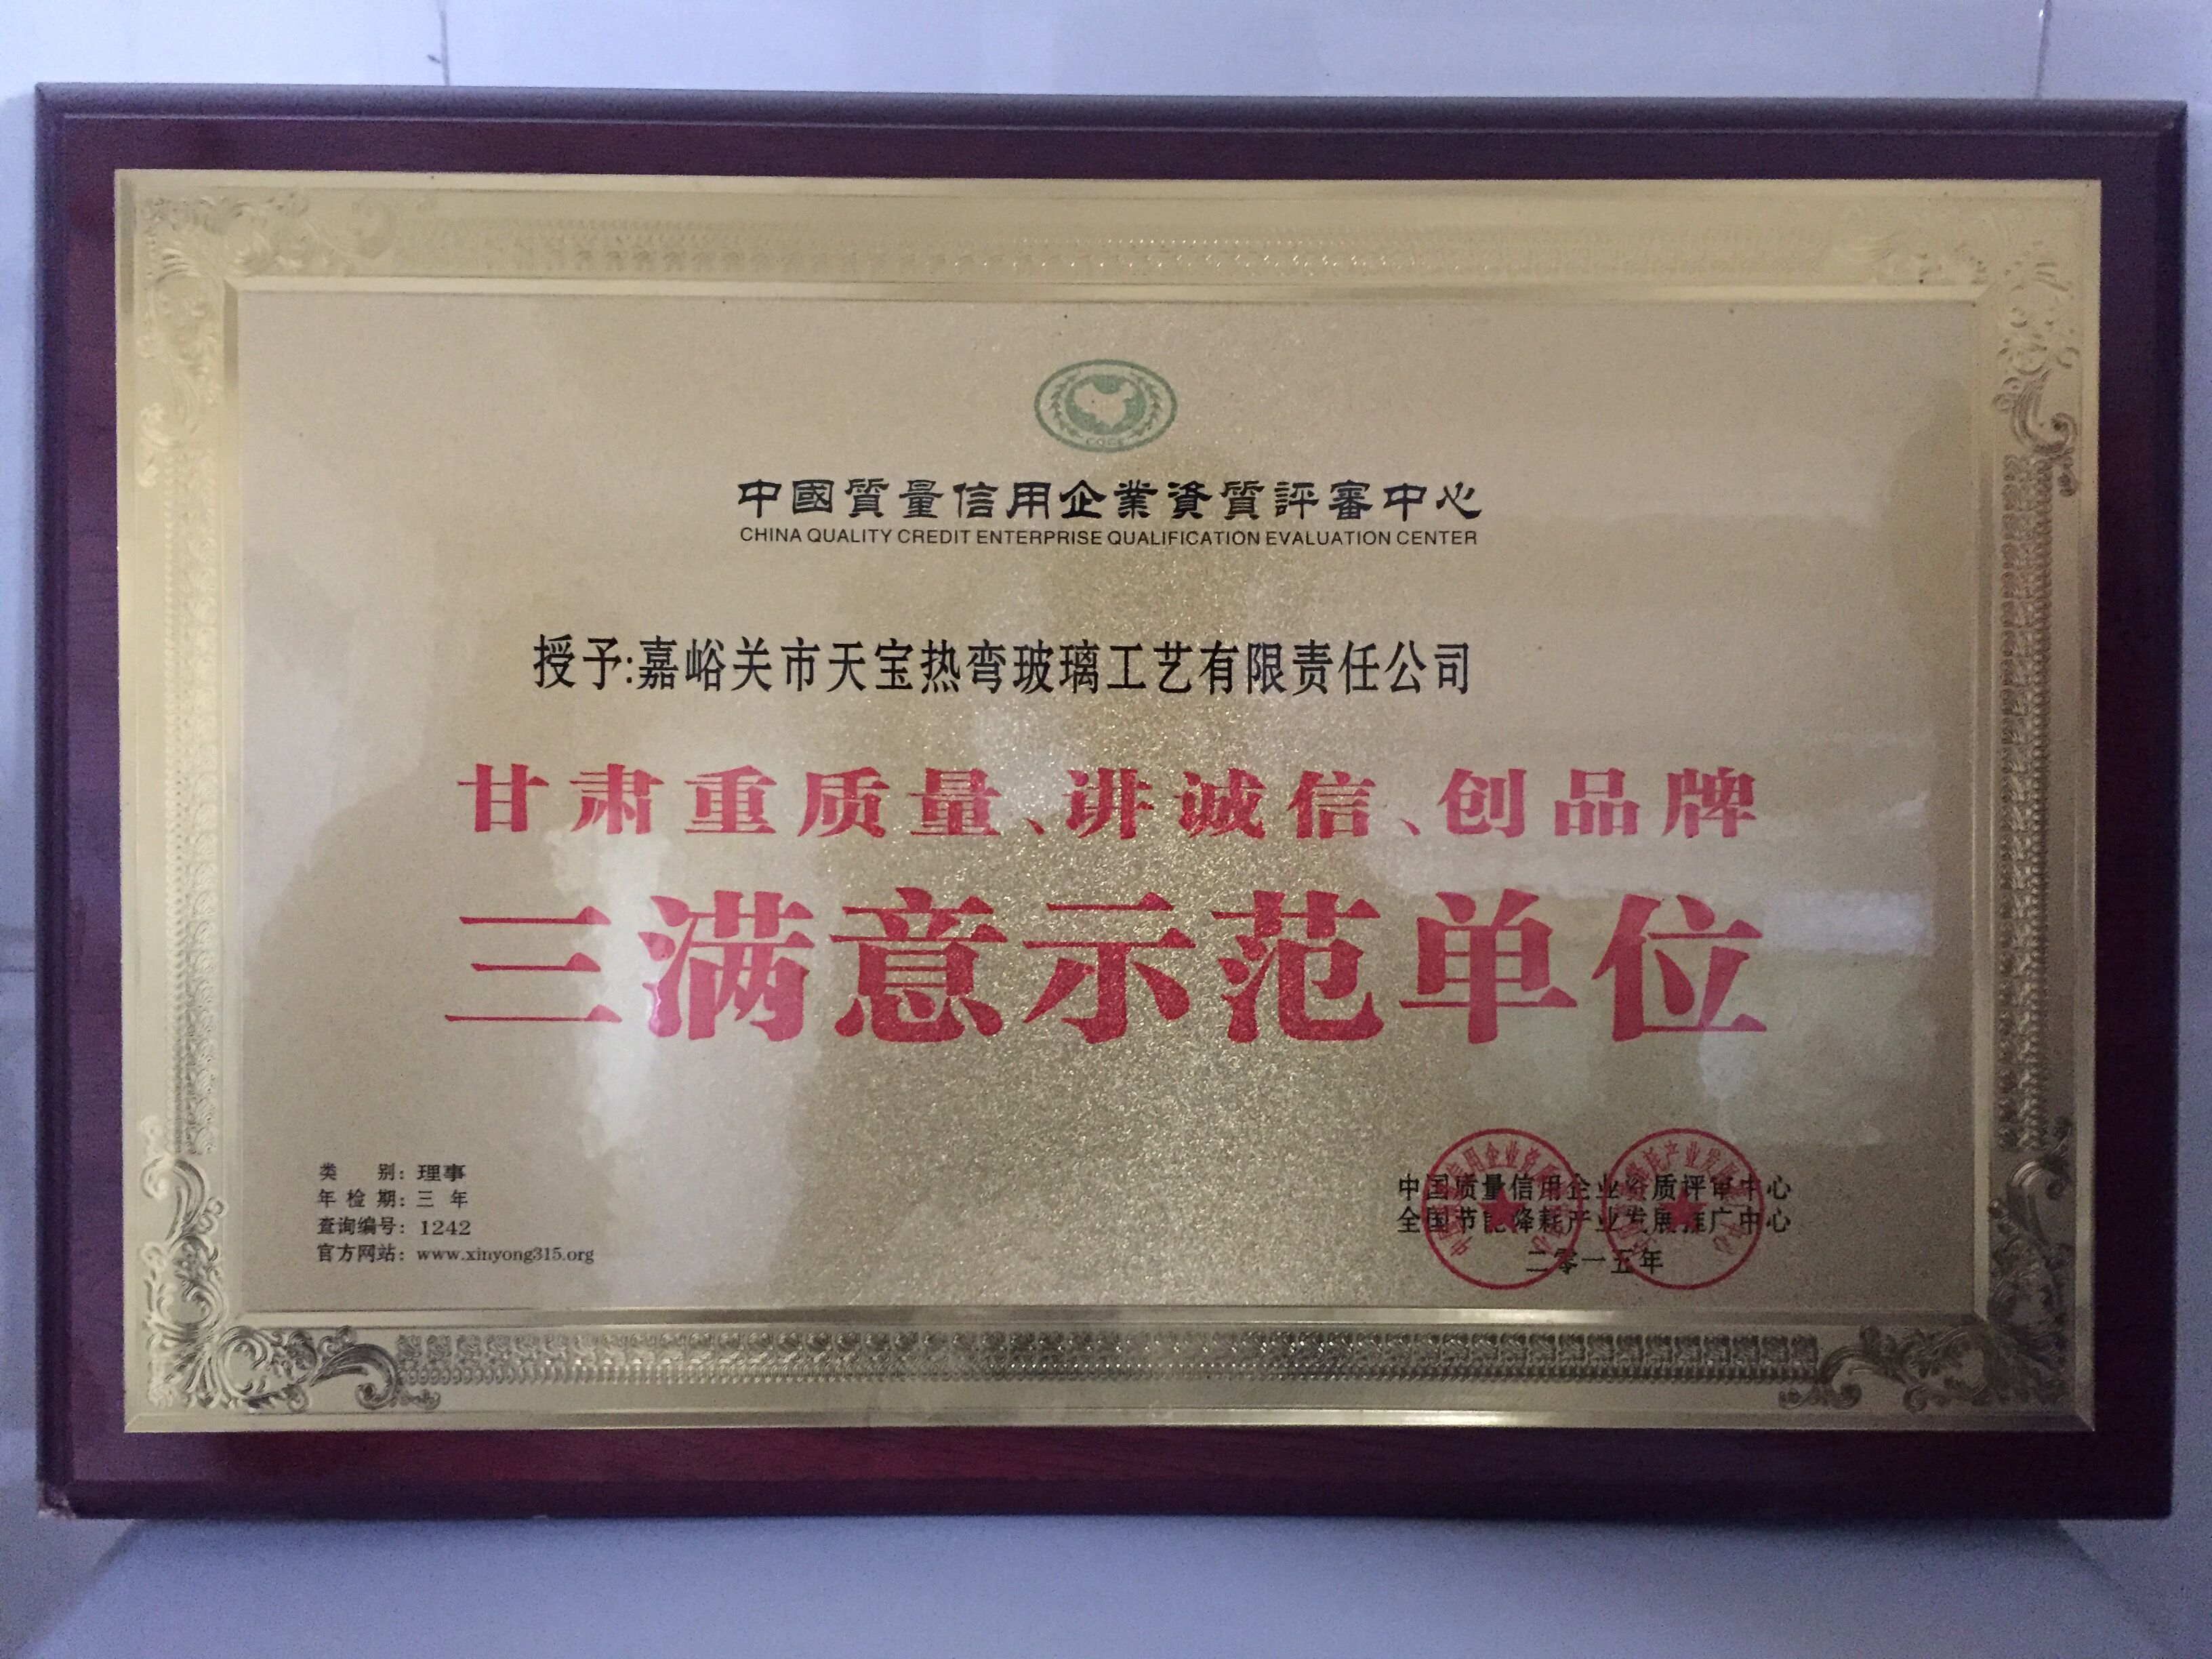 中國質量信用企業資質評審中心
CHINA QUALITY CREDIT ENTERPRISE QUALIFICATION EVALUATION CENTER
授予:嘉峪关市天宝热弯玻璃工艺有限责任公司
甘肃重质量、讲诚信、创品牌
三满意示范单位
类 别：理事
年检期：三 年
查询编号：1242
官方网站：www.xinyong315.org
中国质量信用企业资质评审中心
全国节能降耗产业发展推广中心
二零一五年